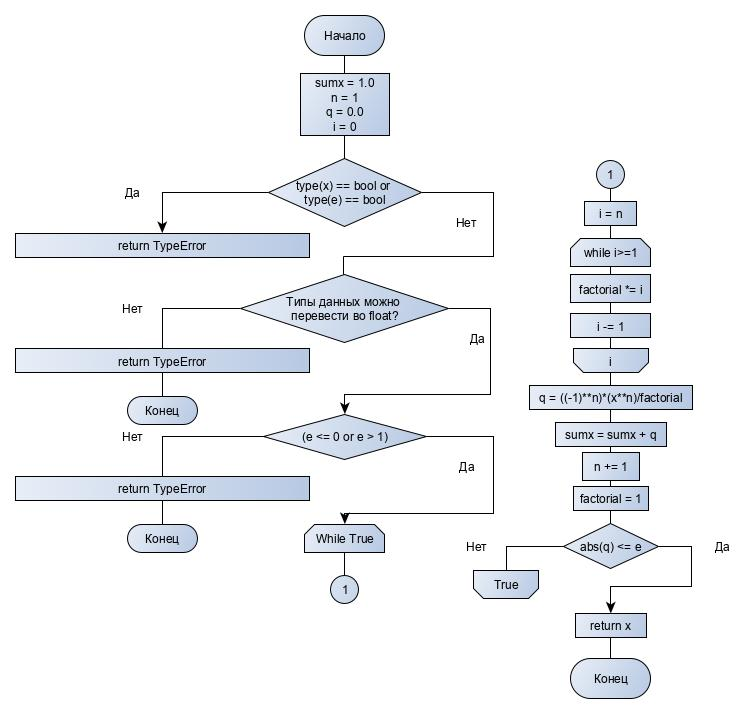 Начало
sumx = 1.0
n = 1
q = 0.0
i = 0
type(x) == bool or
type(e) == bool
Да
Нет
return TypeError
Типы данных можно
перевести во float?
Нет
Да
return TypeError
Конец
(e <= 0 or e > 1)
Нет
Да
return TypeError
Конец
While True
1
1
i = n
while i>=1
factorial *= i
i -= 1
i
q = ((-1)**n)*(x**n)/factorial
sumx = sumx + q
n += 1
factorial = 1
abs(q) <= e
Нет
Да
True
return x
Конец